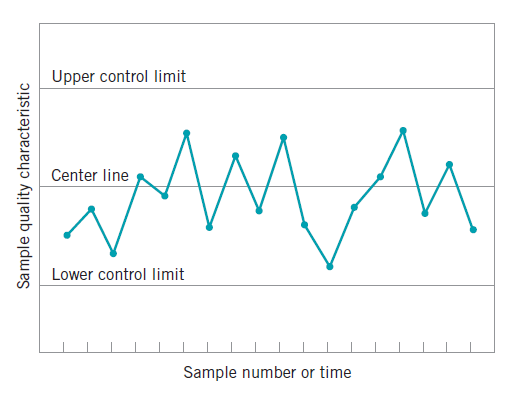 Upper control limit
Center line
Lower control limit
Sample quality characteristic
Sample number or time